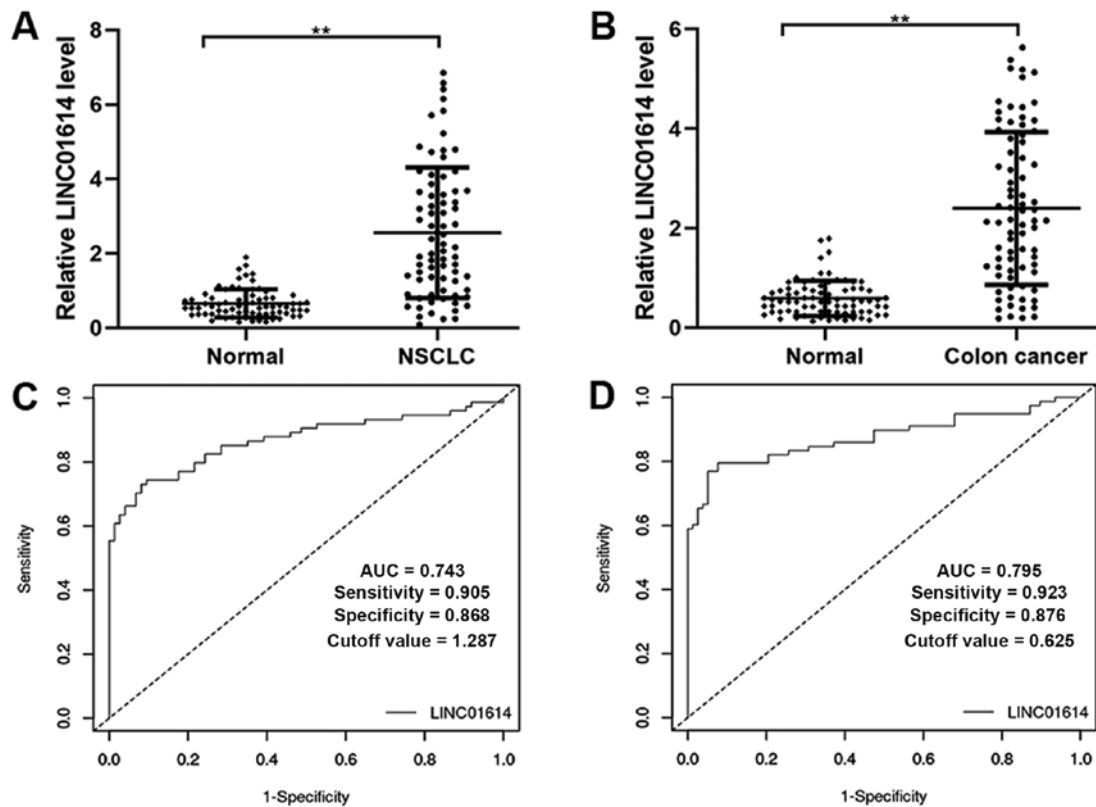 A
Relative LINC01614 level
8
6
4
2
0
**
Normal
NSCLC
B
Relative LINC01614 level
6
4
2
0
**
Normal
Colon cancer
C
Sensitivity
1.0
0.8
0.6
0.4
0.2
0.0
AUC = 0.743
Sensitivity = 0.905
Specificity = 0.868
Cutoff value = 1.287
LINC01614
0.0 0.2 0.4 0.6 0.8 1.0
1-Specificity
D
Sensitivity
1.0
0.8
0.6
0.4
0.2
0.0
AUC = 0.795
Sensitivity = 0.923
Specificity = 0.876
Cutoff value = 0.625
LINC01614
0.0 0.2 0.4 0.6 0.8 1.0
1-Specificity